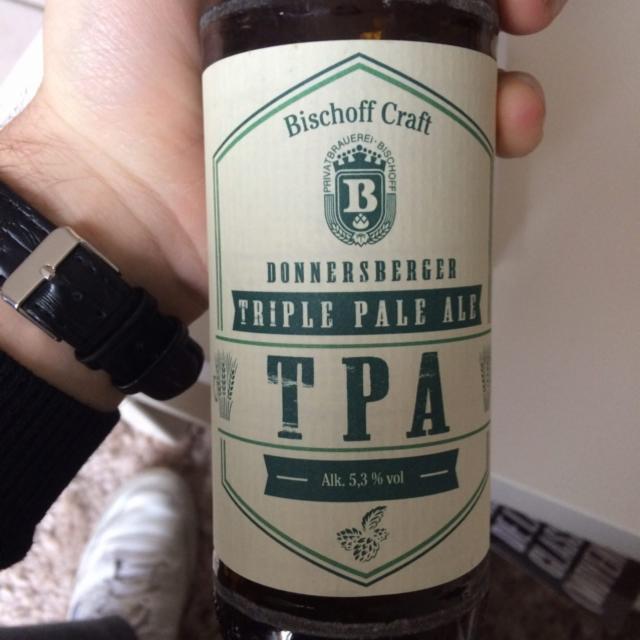 Bischoff Craft
PRIVATBRAUEREI · BISCHOFF
B
DONNERSBERGER
TRIPLE PALE ALE
TPA
Alk. 5,3 % vol